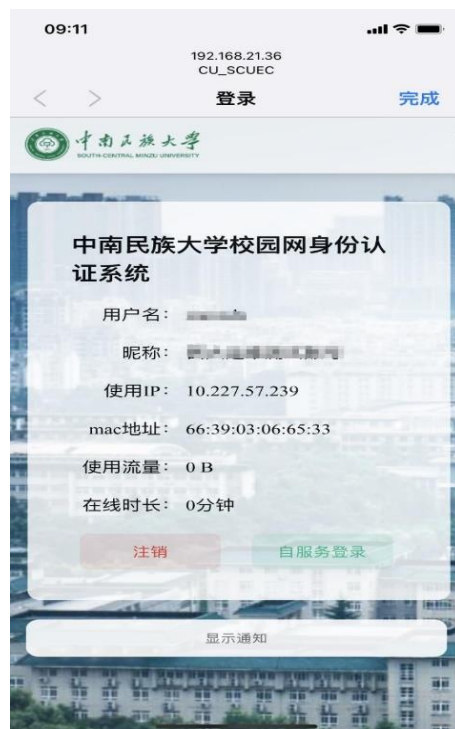 09:11
192.168.21.36
CU_SCUEC
登录
完成
中南民族大学
SOUTH-CENTRAL MINZU UNIVERSITY
中南民族大学校园网身份认
证系统
用户名：
昵称：
使用IP： 10.227.57.239
mac地址： 66:39:03:06:65:33
使用流量： 0 B
在线时长： 0分钟
注销
自服务登录
显示通知